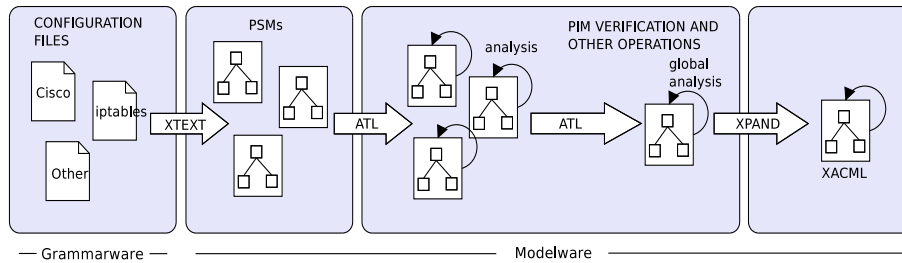 CONFIGURATION
FILES
Cisco
iptables
Other
XTEXT
PSMs
ATL
PIM VERIFICATION AND
OTHER OPERATIONS
analysis
ATL
global
analysis
XPAND
XACML
Grammarware
Modelware